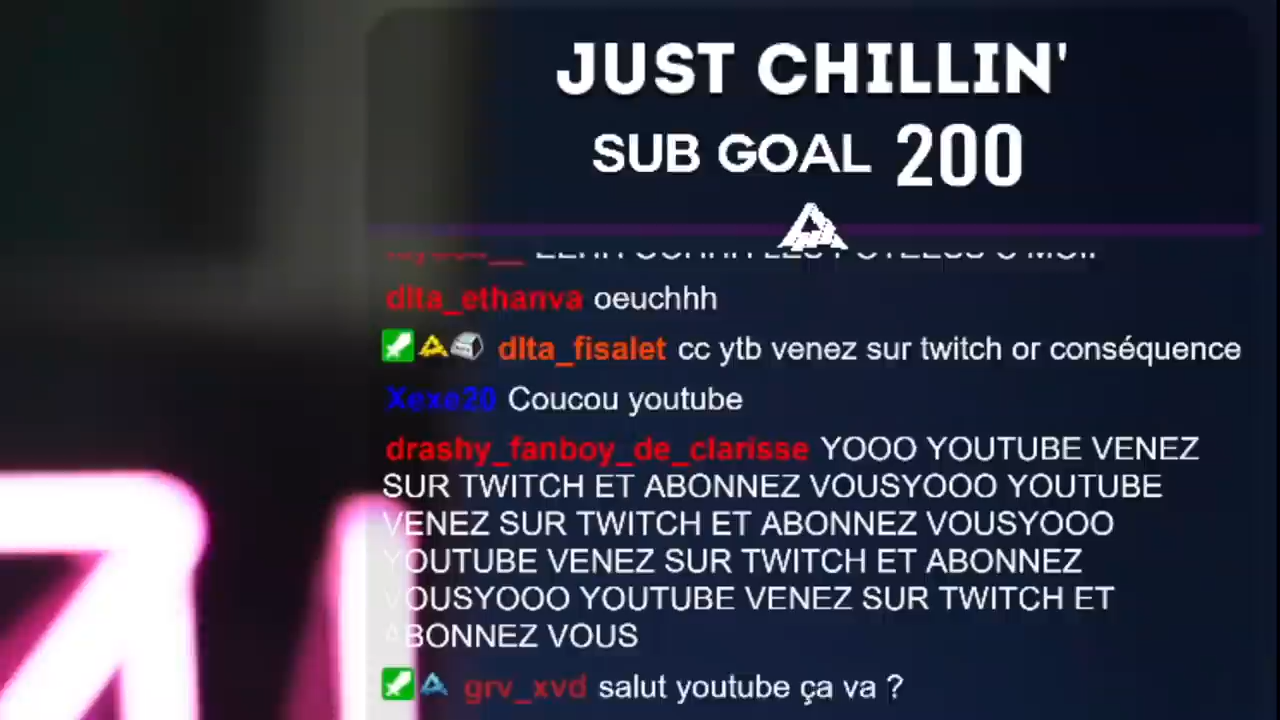 JUST CHILLIN'
SUB GOAL 200
dlta_ethanva oeuchhh
dlta_fisalet cc ytb venez sur twitch or conséquence
Xexe20 Coucou youtube
drashy_fanboy_de_clarisse YOOO YOUTUBE VENEZ
SUR TWITCH ET ABONNEZ VOUSYOOO YOUTUBE
VENEZ SUR TWITCH ET ABONNEZ VOUSYOOO
YOUTUBE VENEZ SUR TWITCH ET ABONNEZ
VOUSYOOO YOUTUBE VENEZ SUR TWITCH ET
ABONNEZ VOUS
grv_xvd salut youtube ça va ?